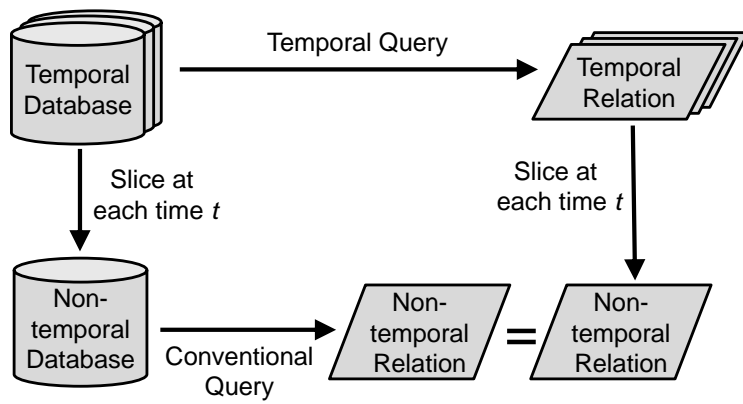 Temporal Query
Temporal
Database
Temporal
Relation
Slice at
each time t
Slice at
each time t
Non-
temporal
Database
Conventional
Query
Non-
temporal
Relation
=
Non-
temporal
Relation